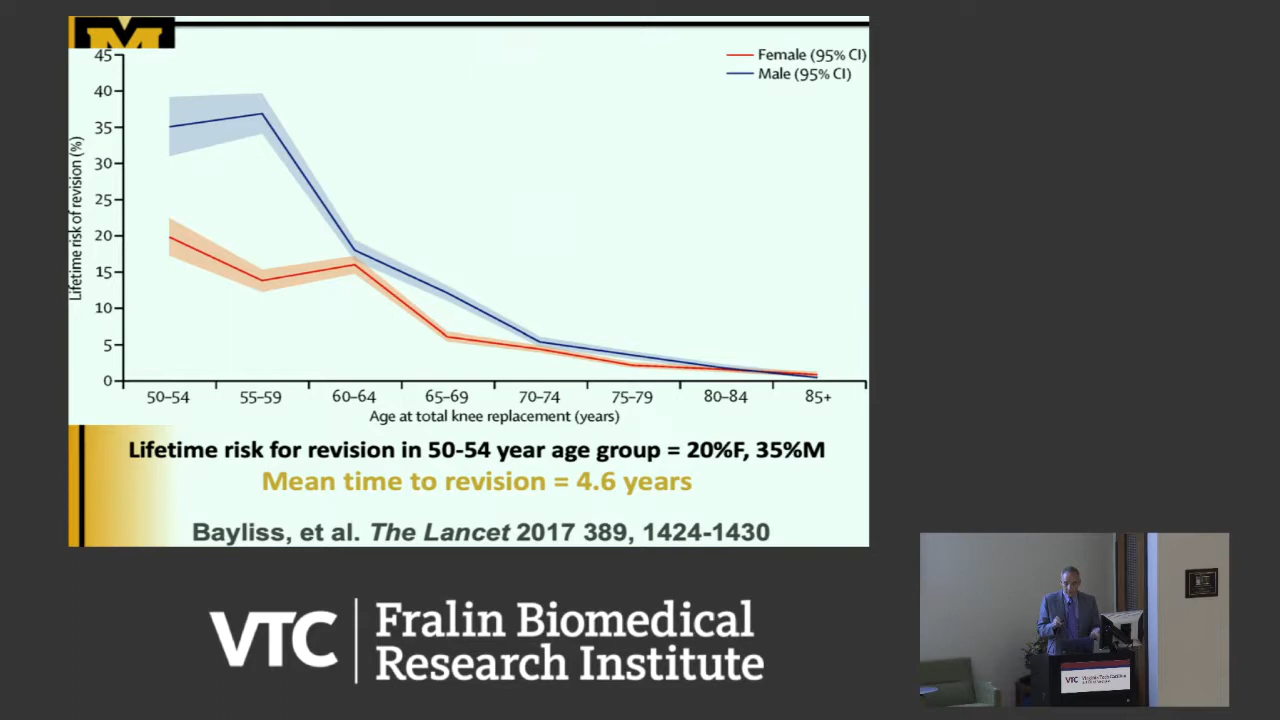 M
Female (95% CI)
Male (95% CI)
Lifetime risk of revision (%)
45
40
35
30
25
20
15
10
5
0
50–54 55–59 60–64 65–69 70–74 75–79 80–84 85+
Age at total knee replacement (years)
Lifetime risk for revision in 50-54 year age group = 20%F, 35%M
Mean time to revision = 4.6 years
Bayliss, et al. The Lancet 2017 389, 1424-1430
VTC
Fralin Biomedical
Research Institute
VTC